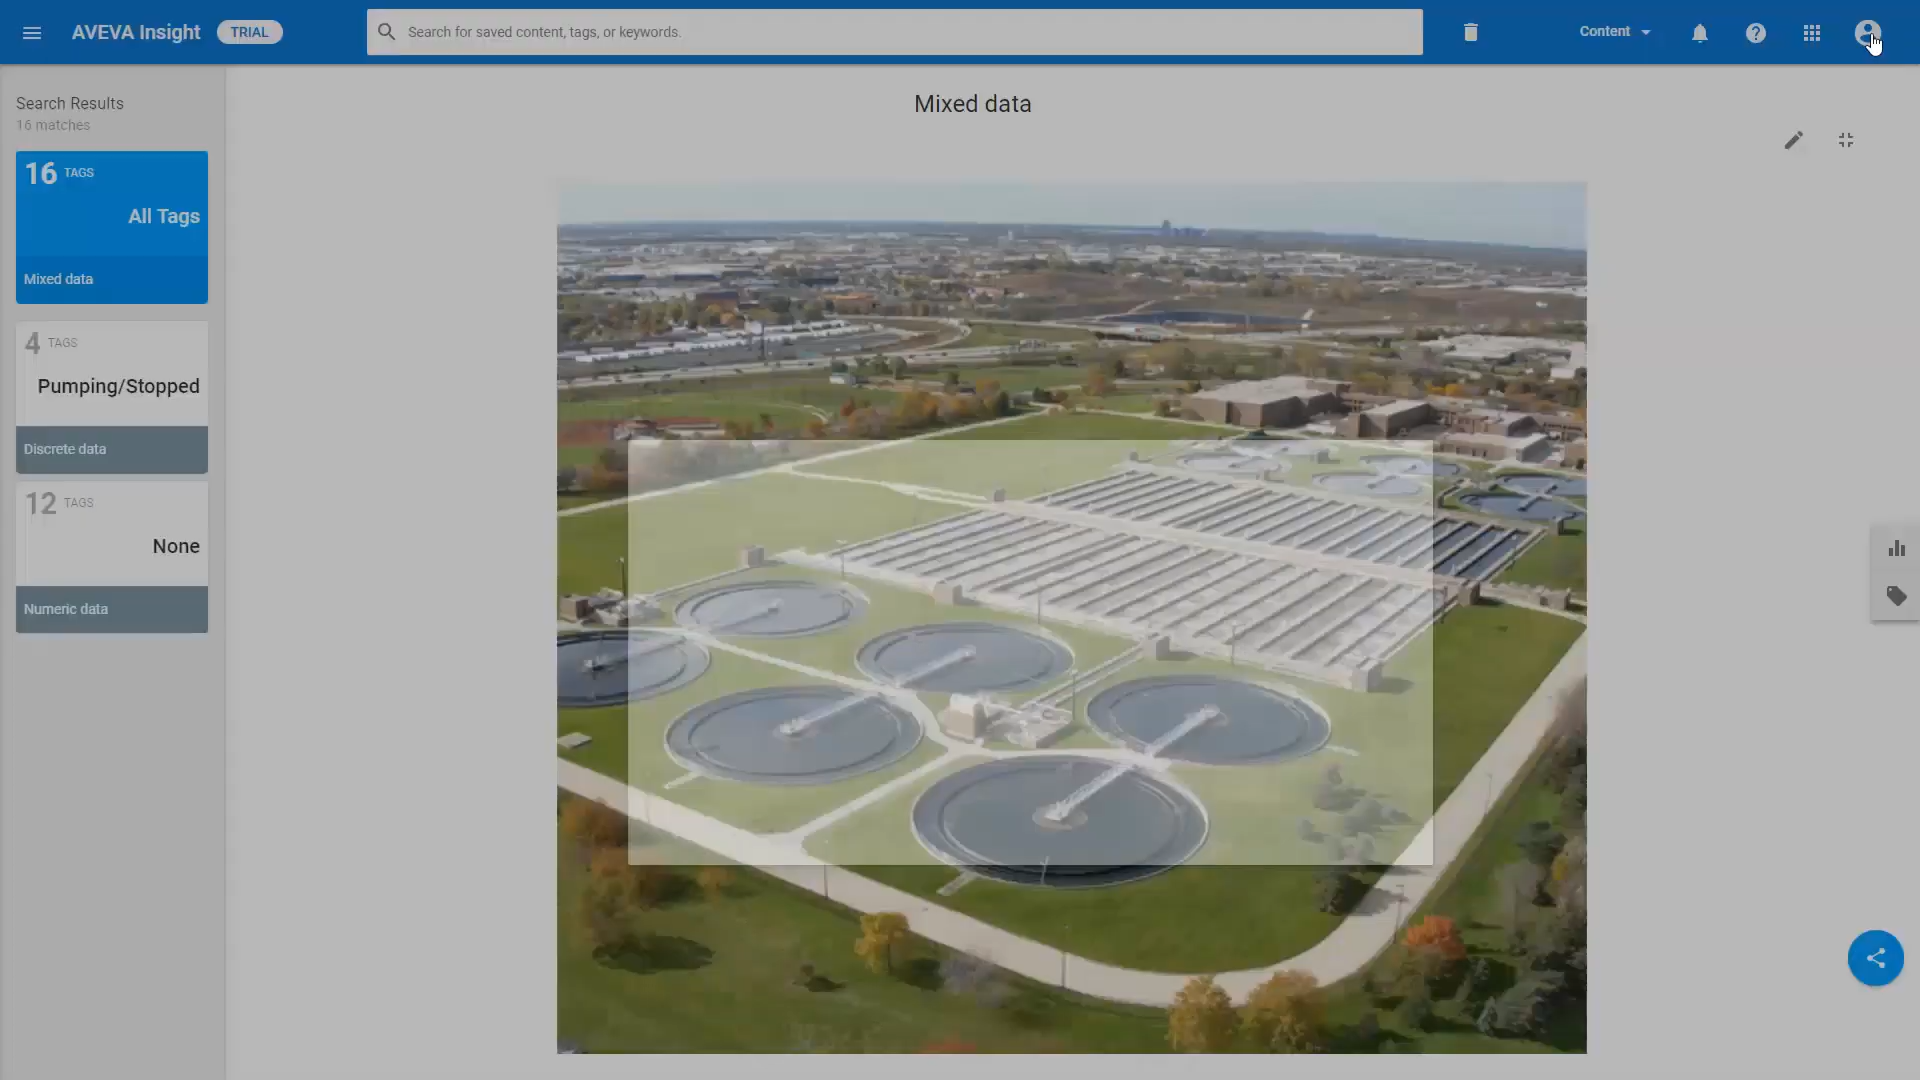 AVEVA Insight TRIAL
Search for saved content, tags, or keywords.
Content
Search Results
16 matches
16 TAGS
All Tags
Mixed data
4 TAGS
Pumping/Stopped
Discrete data
12 TAGS
None
Numeric data
Mixed data